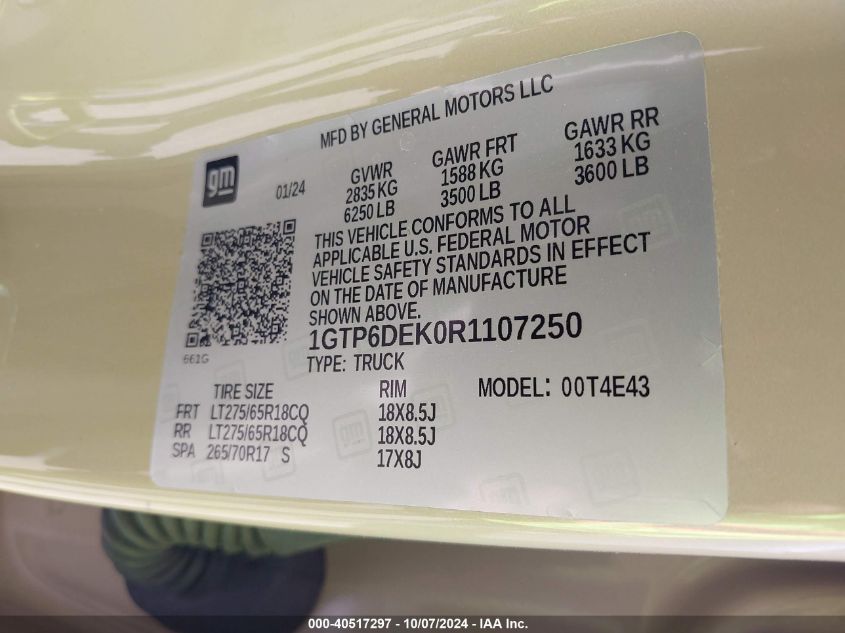 MFD BY GENERAL MOTORS LLC
gm
01/24
GVWR GAWR FRT GAWR RR
2835 KG 1588 KG 1633 KG
6250 LB 3500 LB 3600 LB
THIS VEHICLE CONFORMS TO ALL
APPLICABLE U.S. FEDERAL MOTOR
VEHICLE SAFETY STANDARDS IN EFFECT
ON THE DATE OF MANUFACTURE
SHOWN ABOVE.
661G
1GTP6DEK0R1107250
TYPE: TRUCK
TIRE SIZE RIM MODEL: 00T4E43
FRT LT275/65R18CQ 18X8.5J
RR LT275/65R18CQ 18X8.5J
SPA 265/70R17 S 17X8J
000-40517297 - 10/07/2024 - IAA Inc.